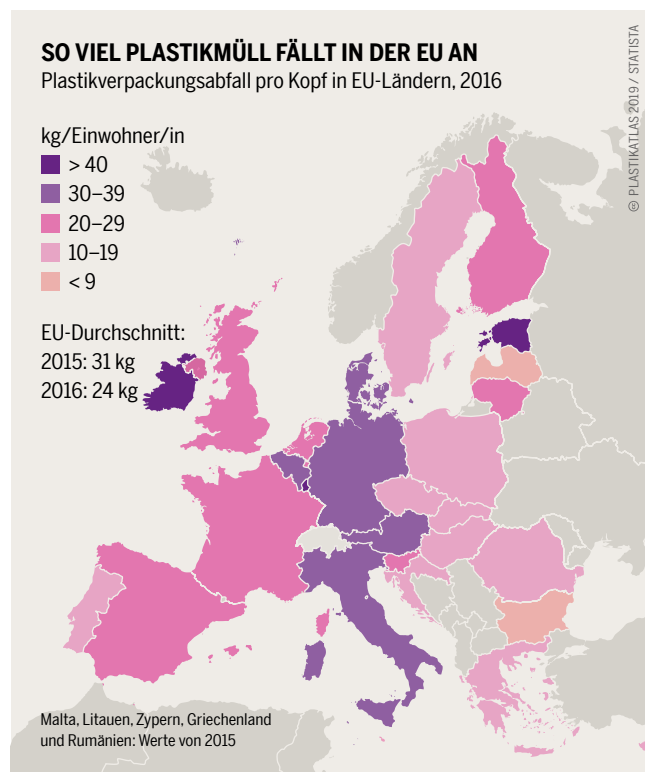 SO VIEL PLASTIKMÜLL FÄLLT IN DER EU AN
Plastikverpackungsabfall pro Kopf in EU-Ländern, 2016
kg/Einwohner/in
> 40
30–39
20–29
10–19
< 9
EU-Durchschnitt:
2015: 31 kg
2016: 24 kg
Malta, Litauen, Zypern, Griechenland
und Rumänien: Werte von 2015
PLASTIKATLAS 2019 / STATISTA